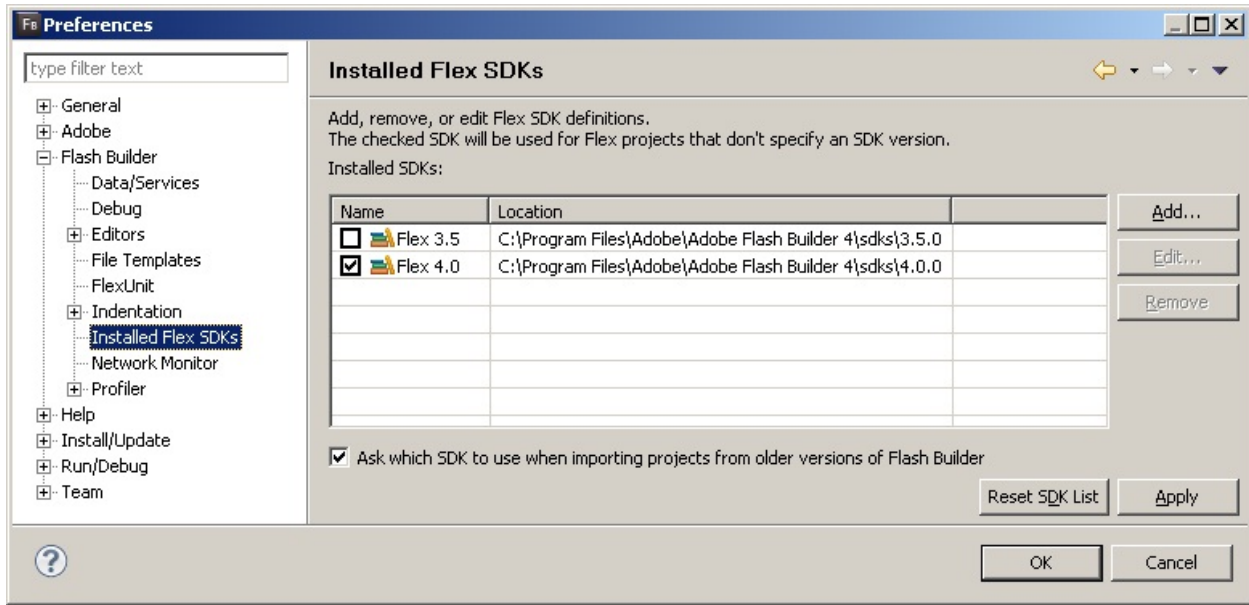 FB Preferences
type filter text
General
Adobe
Flash Builder
Data/Services
Debug
Editors
File Templates
FlexUnit
Indentation
Installed Flex SDKs
Network Monitor
Profiler
Help
Install/Update
Run/Debug
Team
Installed Flex SDKs
Add, remove, or edit Flex SDK definitions.
The checked SDK will be used for Flex projects that don't specify an SDK version.
Installed SDKs:
Name Location
Flex 3.5 C:\Program Files\Adobe\Adobe Flash Builder 4\sdks\3.5.0
Flex 4.0 C:\Program Files\Adobe\Adobe Flash Builder 4\sdks\4.0.0
Add...
Edit...
Remove
Ask which SDK to use when importing projects from older versions of Flash Builder
Reset SDK List Apply
? OK Cancel